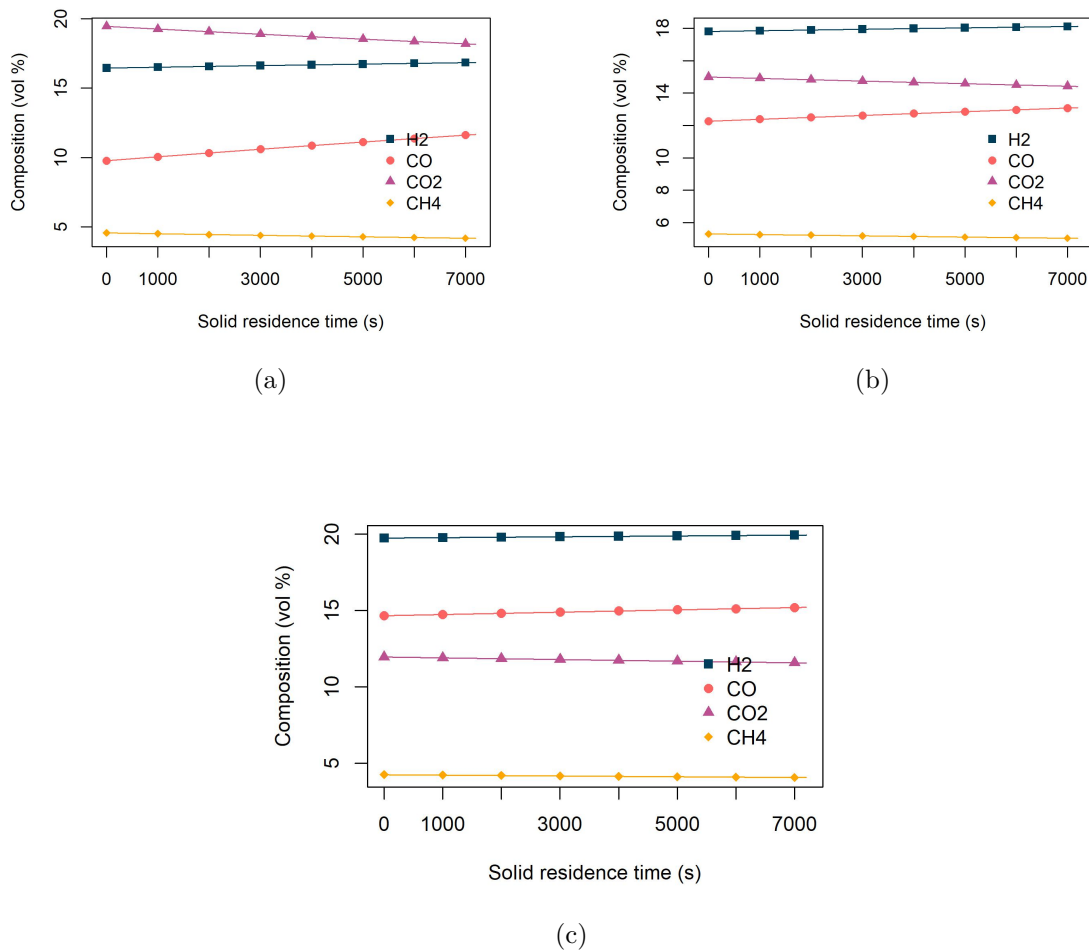 Composition (vol %)
20
15
10
5
H2
CO
CO2
CH4
0 1000 3000 5000 7000
Solid residence time (s)
(a)
Composition (vol %)
18
14
10
8
6
H2
CO
CO2
CH4
0 1000 3000 5000 7000
Solid residence time (s)
(b)
Composition (vol %)
20
15
10
5
H2
CO
CO2
CH4
0 1000 3000 5000 7000
Solid residence time (s)
(c)